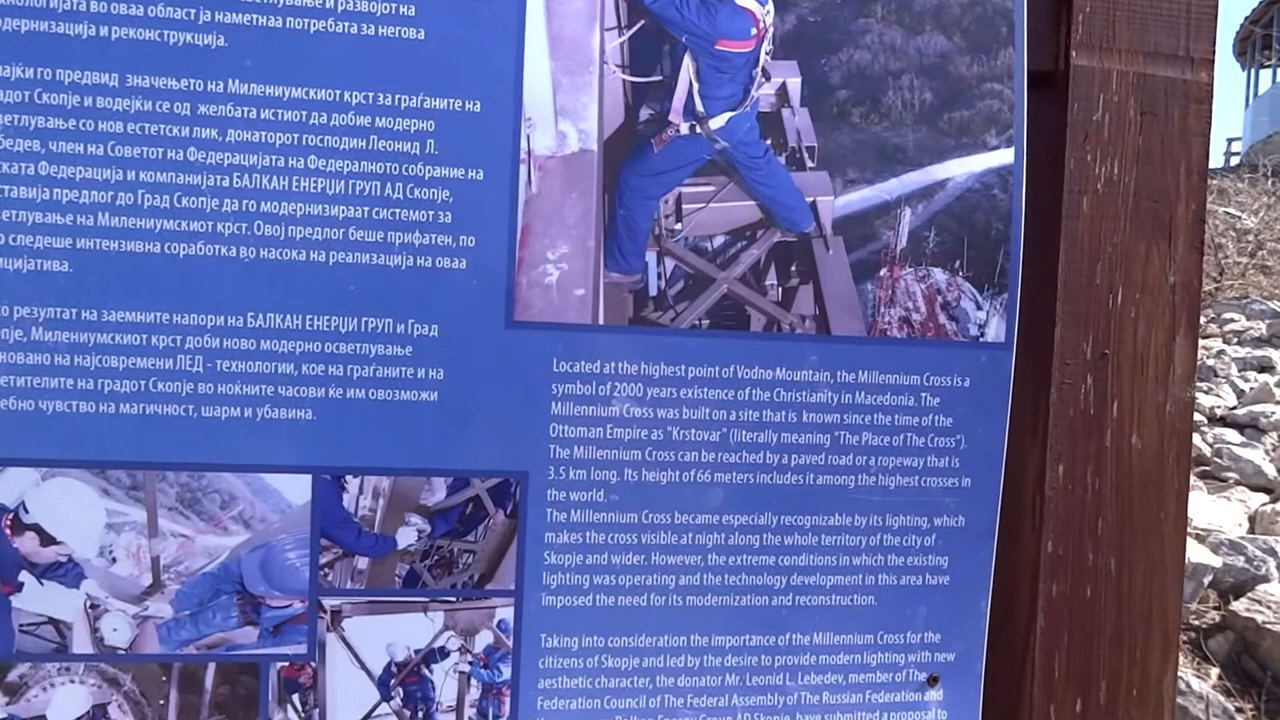 и развојот на
во оваа област ја наметнаа потребата за негова
и реконструкција.
го предвид значењето на Милениумскиот крст за граѓаните на
Скопје и водејќи се од желбата истиот да добие модерно
со нов естетски лик, донаторот господин Леонид Л.
член на Советот на Федерацијата на Федералното собрание на
Федерација и компанијата БАЛКАН ЕНЕРЏИ ГРУП АД Скопје,
предлог до Град Скопје да го модернизираат системот за
на Милениумскиот крст. Овој предлог беше прифатен, по
следеше интензивна соработка во насока на реализација на оваа
резултат на заемните напори на БАЛКАН ЕНЕРЏИ ГРУП и Град
Милениумскиот крст доби ново модерно осветлување
на најсовремени ЛЕД - технологии, кое на граѓаните и на
на градот Скопје во ноќните часови ќе им овозможи
чувство на магичност, шарм и убавина.
Located at the highest point of Vodno Mountain, the Millennium Cross is a
symbol of 2000 years existence of the Christianity in Macedonia. The
Millennium Cross was built on a site that is known since the time of the
Ottoman Empire as "Krstovar" (literally meaning "The Place of The Cross").
The Millennium Cross can be reached by a paved road or a ropeway that is
3.5 km long. Its height of 66 meters includes it among the highest crosses in
the world.
The Millennium Cross became especially recognizable by its lighting, which
makes the cross visible at night along the whole territory of the city of
Skopje and wider. However, the extreme conditions in which the existing
lighting was operating and the technology development in this area have
imposed the need for its modernization and reconstruction.
Taking into consideration the importance of the Millennium Cross for the
citizens of Skopje and led by the desire to provide modern lighting with new
aesthetic character, the donator Mr. Leonid L. Lebedev, member of The
Federation Council of The Federal Assembly of The Russian Federation and
Balkan Energy Group AD Skopje, have submitted a proposal to